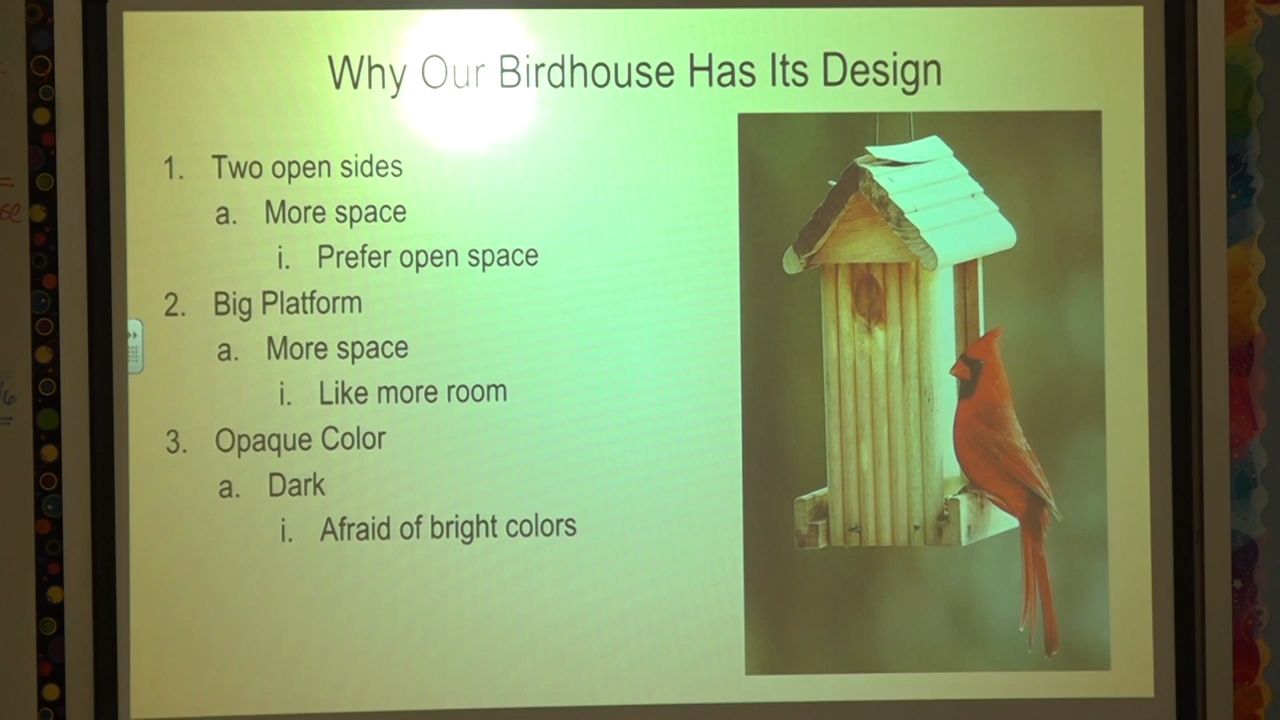 Why Our Birdhouse Has Its Design
1. Two open sides
a. More space
i. Prefer open space
2. Big Platform
a. More space
i. Like more room
3. Opaque Color
a. Dark
i. Afraid of bright colors